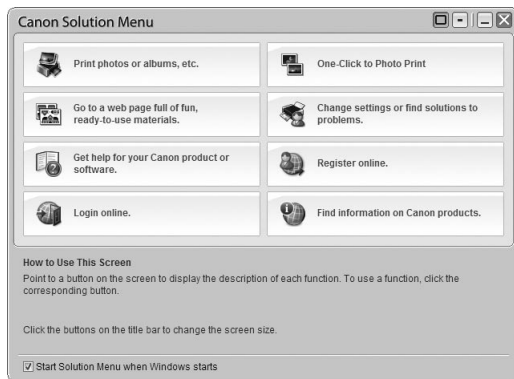 Canon Solution Menu
Print photos or albums, etc.
One-Click to Photo Print
Go to a web page full of fun,
ready-to-use materials.
Change settings or find solutions to
problems.
Get help for your Canon product or
software.
Register online.
Login online.
Find information on Canon products.
How to Use This Screen
Point to a button on the screen to display the description of each function. To use a function, click the
corresponding button.
Click the buttons on the title bar to change the screen size.
Start Solution Menu when Windows starts